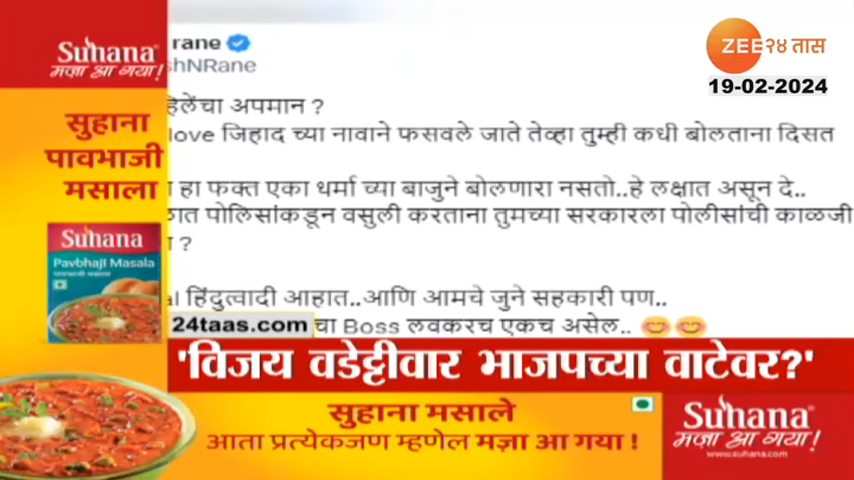 Suhana
मज़ा आ गया!
सुहाना
पावभाजी
मसाला
Suhana
Pavbhaji Masala
rane
shNRane
ZEE २४ तास
19-02-2024
हिलेंचा अपमान ?
love जिहाद च्या नावाने फसवले जाते तेव्हा तुम्ही कधी बोलताना दिसत
हा फक्त एका धर्मा च्या बाजुने बोलणारा नसतो..हे लक्षात असून दे..
लात पोलिसांकडून वसुली करताना तुमच्या सरकारला पोलीसांची काळजी
?
al हिंदुत्वादी आहात..आणि आमचे जुने सहकारी पण..
24taas.com
चा Boss लवकरच एकच असेल.. 😊😊
'विजय वडेट्टीवार भाजपच्या वाटेवर?'
सुहाना मसाले
आता प्रत्येकजण म्हणेल मज़ा आ गया !
Suhana
मज़ा आ गया!
www.suhana.com